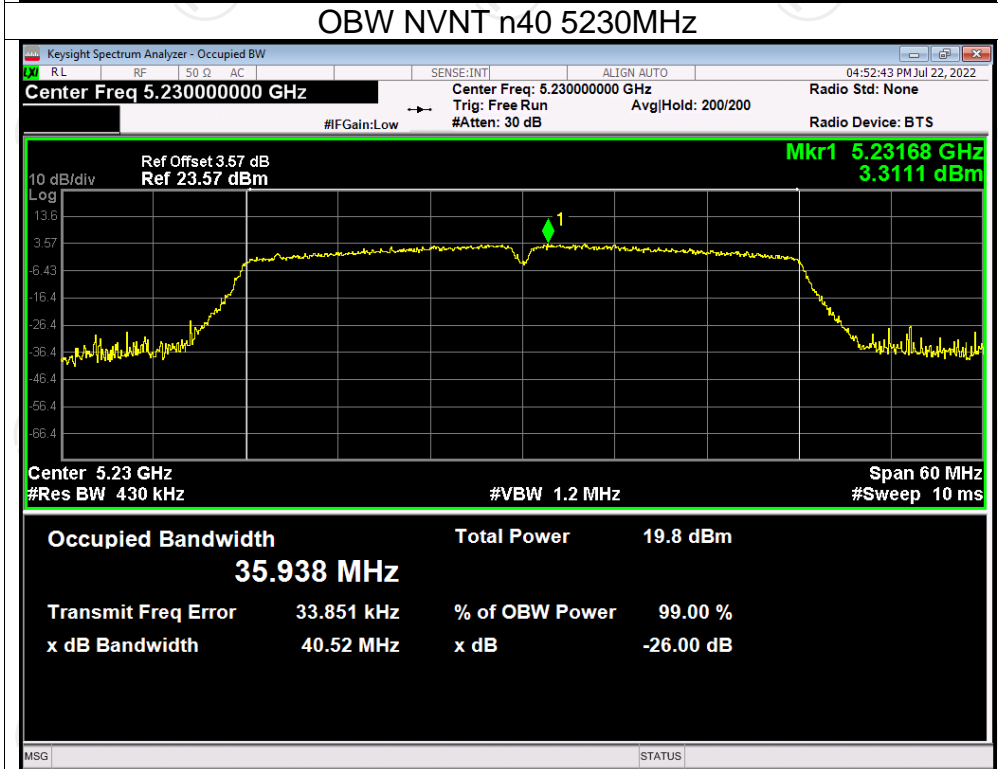 OBW NVNT n40 5230MHz
Keysight Spectrum Analyzer - Occupied BW
LXI RL RF 50 Ω AC SENSE:INT ALIGN AUTO 04:52:43 PM Jul 22, 2022
Center Freq 5.230000000 GHz Center Freq: 5.230000000 GHz Radio Std: None
Trig: Free Run Avg|Hold: 200/200
#IFGain:Low #Atten: 30 dB Radio Device: BTS
Mkr1 5.23168 GHz
3.3111 dBm
Ref Offset 3.57 dB
10 dB/div Ref 23.57 dBm
Log
13.6
1
3.57
-6.43
-16.4
-26.4
-36.4
-46.4
-56.4
-66.4
Center 5.23 GHz Span 60 MHz
#Res BW 430 kHz #VBW 1.2 MHz #Sweep 10 ms
Occupied Bandwidth Total Power 19.8 dBm
35.938 MHz
Transmit Freq Error 33.851 kHz % of OBW Power 99.00 %
x dB Bandwidth 40.52 MHz x dB -26.00 dB
MSG STATUS